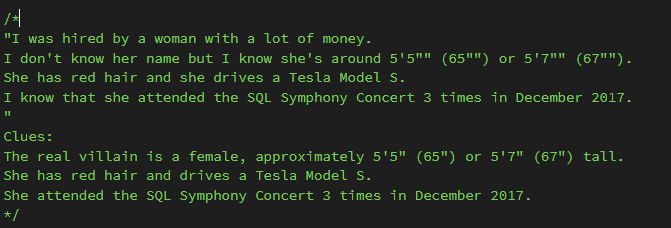 /*
"I was hired by a woman with a lot of money.
I don't know her name but I know she's around 5'5"" (65"") or 5'7"" (67"").
She has red hair and she drives a Tesla Model S.
I know that she attended the SQL Symphony Concert 3 times in December 2017.
"
Clues:
The real villain is a female, approximately 5'5" (65") or 5'7" (67") tall.
She has red hair and drives a Tesla Model S.
She attended the SQL Symphony Concert 3 times in December 2017.
*/